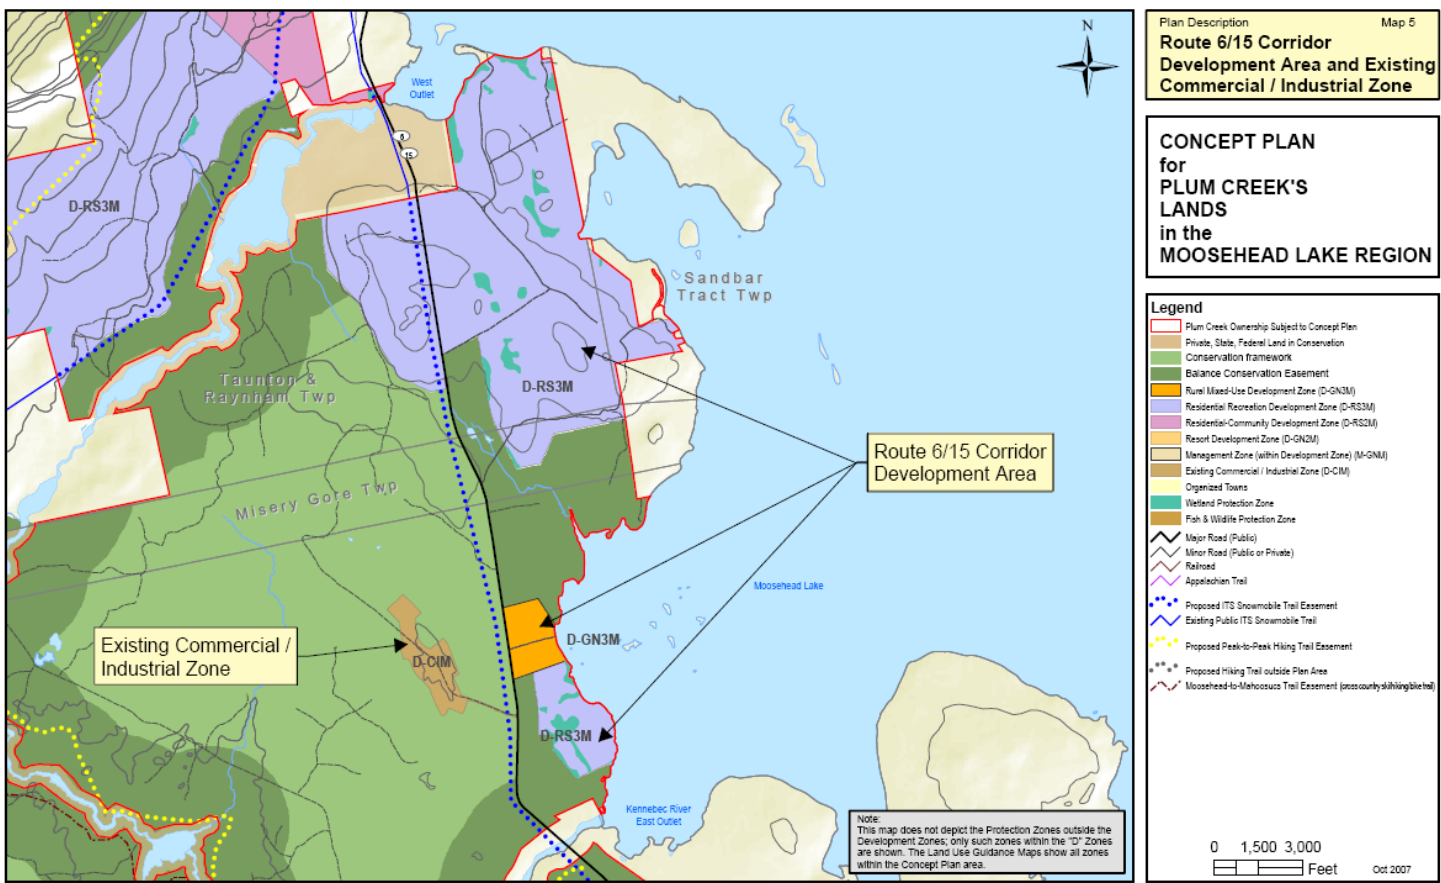 Plan Description Map 5
Route 6/15 Corridor
Development Area and Existing
Commercial / Industrial Zone
CONCEPT PLAN
for
PLUM CREEK'S
LANDS
in the
MOOSEHEAD LAKE REGION
Legend
Plum Creek Ownership Subject to Concept Plan
Private, State, Federal Land in Conservation
Conservation framework
Balance Conservation Easement
Rural Mixed-Use Development Zone (D-GN3M)
Residential Recreation Development Zone (D-RS3M)
Residential-Community Development Zone (D-RS2M)
Resort Development Zone (D-GN2M)
Management Zone (within Development Zone) (M-GNM)
Existing Commercial / Industrial Zone (D-CIM)
Organized Towns
Wetland Protection Zone
Fish & Wildlife Protection Zone
Major Road (Public)
Minor Road (Public or Private)
Railroad
Appalachian Trail
Proposed ITS Snowmobile Trail Easement
Existing Public ITS Snowmobile Trail
Proposed Peak-to-Peak Hiking Trail Easement
Proposed Hiking Trail outside Plan Area
Moosehead-to-Mahoosucs Trail Easement (crosscountry ski/hiking/bike trail)
0 1,500 3,000
Feet
Oct 2007
N
West
Outlet
6
15
D-RS3M
Sandbar
Tract Twp
Taunton &
Raynham Twp
D-RS3M
Route 6/15 Corridor
Development Area
Misery Gore Twp
Moosehead Lake
Existing Commercial /
Industrial Zone
D-CIM
D-GN3M
D-RS3M
Kennebec River
East Outlet
Note:
This map does not depict the Protection Zones outside the
Development Zones; only such zones within the "D" Zones
are shown. The Land Use Guidance Maps show all zones
within the Concept Plan area.